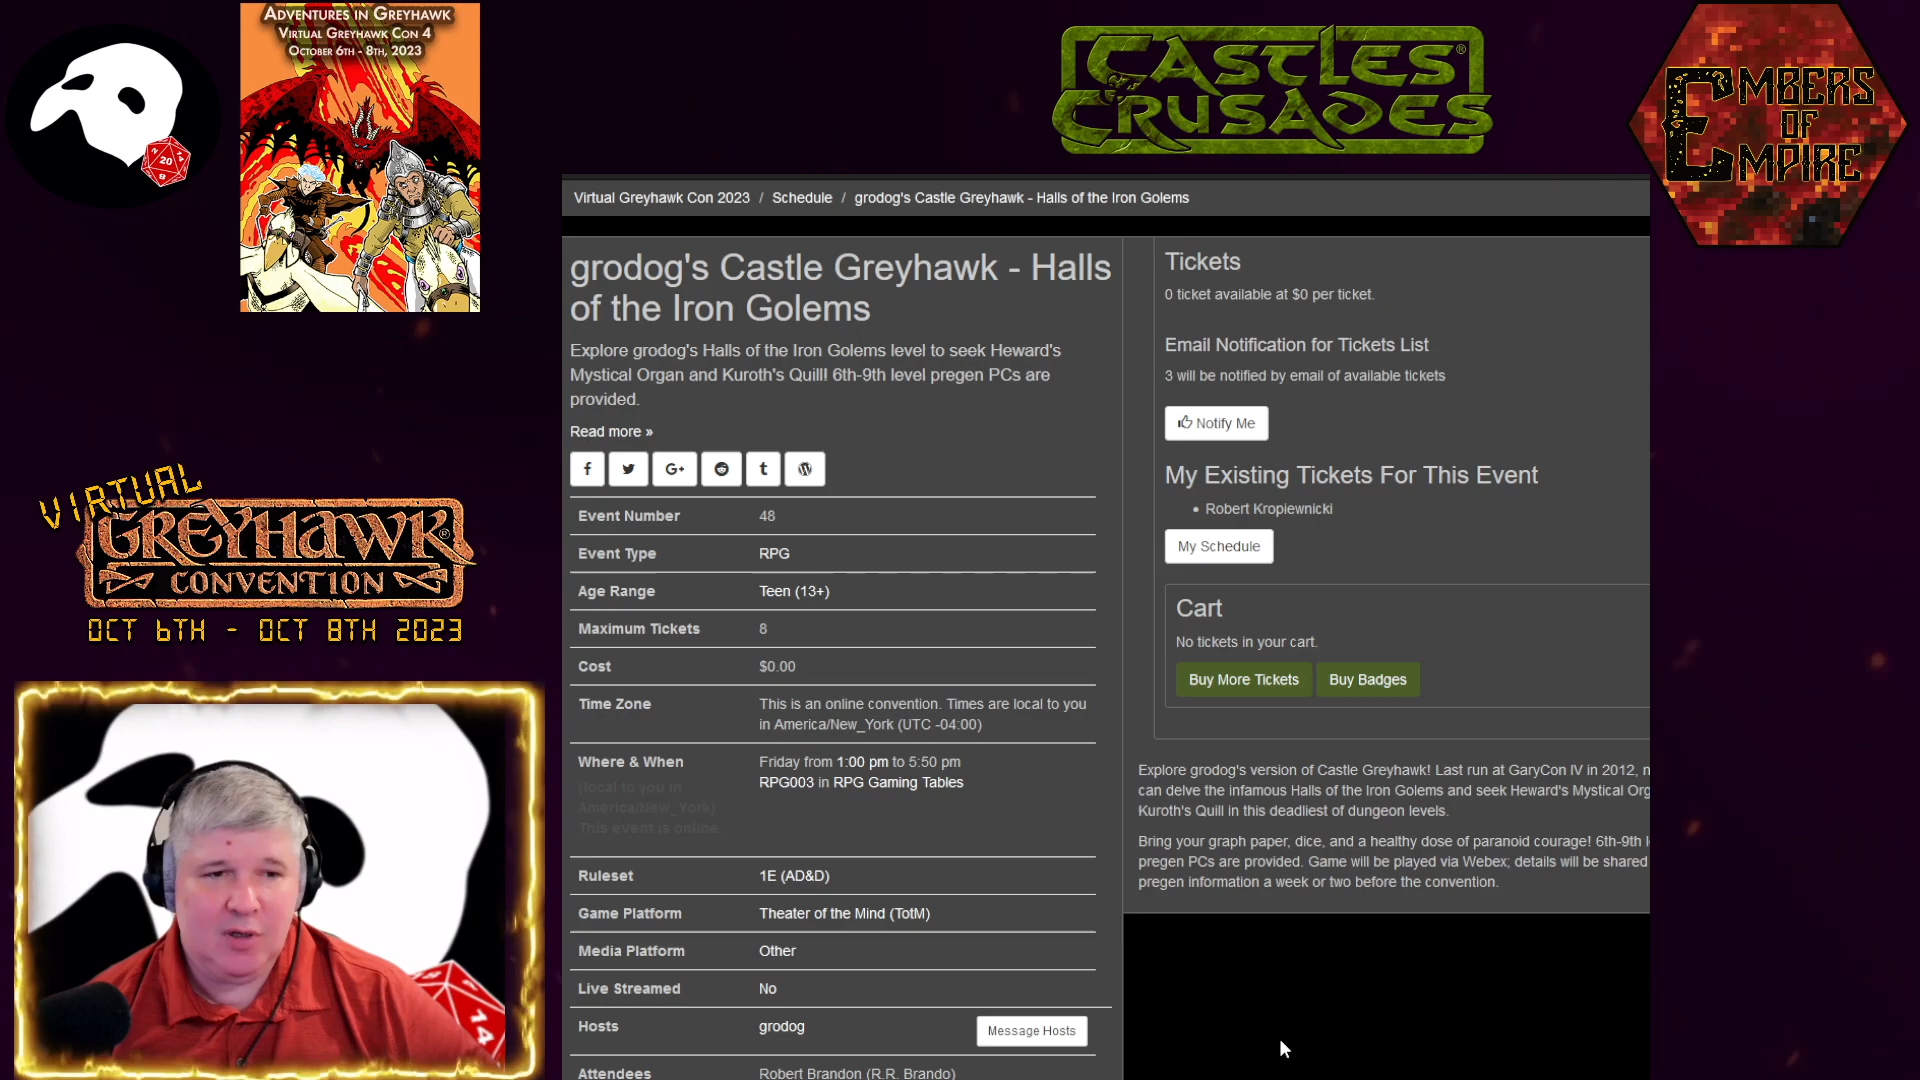 ADVENTURES IN GREYHAWK
VIRTUAL GREYHAWK CON 4
OCTOBER 6TH - 8TH, 2023
20
8
2
14
CASTLES®
& CRUSADES
EMBERS
OF
EMPIRE
Virtual Greyhawk Con 2023 / Schedule / grodog's Castle Greyhawk - Halls of the Iron Golems
grodog's Castle Greyhawk - Halls
of the Iron Golems
Explore grodog's Halls of the Iron Golems level to seek Heward's
Mystical Organ and Kuroth's Quill! 6th-9th level pregen PCs are
provided.
Read more »
f
G+
t
Event Number 48
Event Type RPG
Age Range Teen (13+)
Maximum Tickets 8
Cost $0.00
Time Zone This is an online convention. Times are local to you
in America/New_York (UTC -04:00)
Where & When Friday from 1:00 pm to 5:50 pm
(local to you in RPG003 in RPG Gaming Tables
America/New_York)
This event is online
Ruleset 1E (AD&D)
Game Platform Theater of the Mind (TotM)
Media Platform Other
Live Streamed No
Hosts grodog Message Hosts
Attendees Robert Brandon (R.R. Brando)
Tickets
0 ticket available at $0 per ticket.
Email Notification for Tickets List
3 will be notified by email of available tickets
Notify Me
My Existing Tickets For This Event
• Robert Kropiewnicki
My Schedule
Cart
No tickets in your cart.
Buy More Tickets Buy Badges
Explore grodog's version of Castle Greyhawk! Last run at GaryCon IV in 2012, n
can delve the infamous Halls of the Iron Golems and seek Heward's Mystical Org
Kuroth's Quill in this deadliest of dungeon levels.
Bring your graph paper, dice, and a healthy dose of paranoid courage! 6th-9th l
pregen PCs are provided. Game will be played via Webex; details will be shared
pregen information a week or two before the convention.
VIRTUAL
GREYHAWK®
CONVENTION
OCT 6TH - OCT 8TH 2023
14